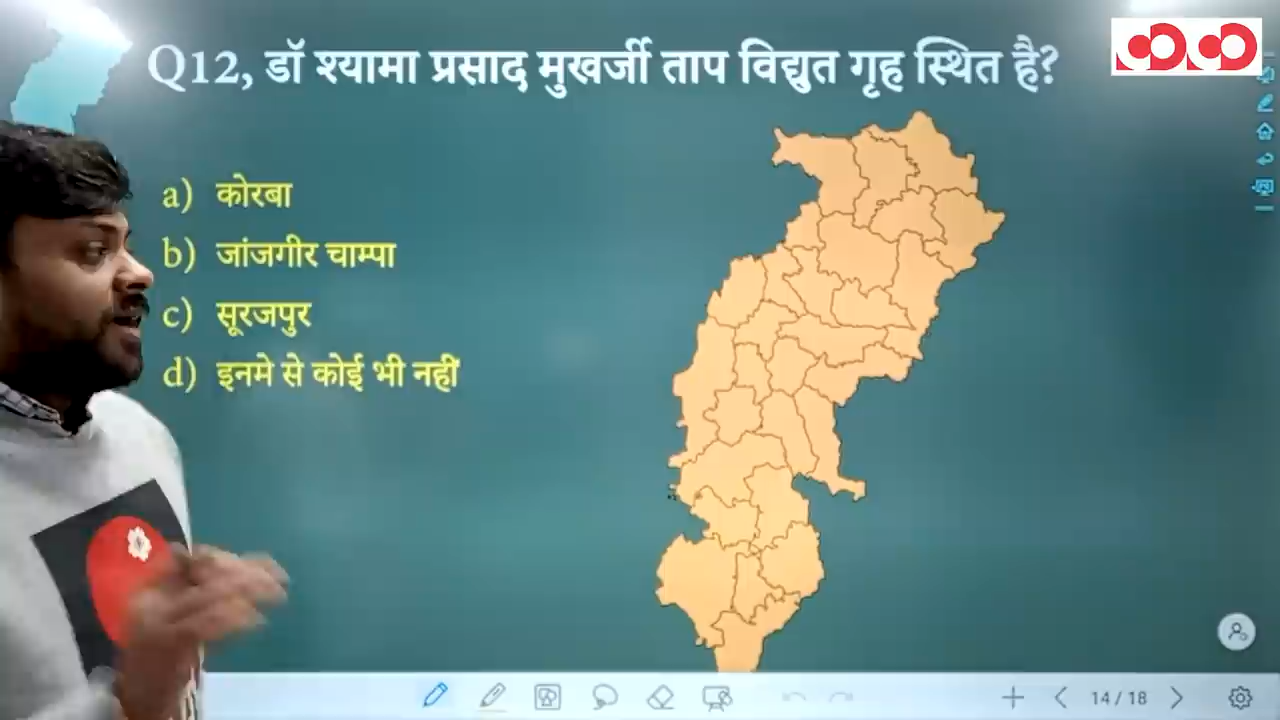 Q12, डॉ श्यामा प्रसाद मुखर्जी ताप विद्युत गृह स्थित है?
a) कोरबा
b) जांजगीर चाम्पा
c) सूरजपुर
d) इनमे से कोई भी नहीं
14 / 18